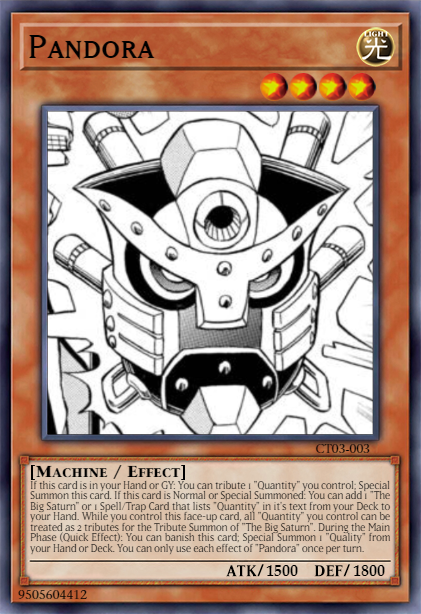 PANDORA
LIGHT
光
CT03-003
[MACHINE / EFFECT]
If this card is in your Hand or GY: You can tribute 1 "Quantity" you control; Special
Summon this card. If this card is Normal or Special Summoned: You can add 1 "The
Big Saturn" or 1 Spell/Trap Card that lists "Quantity" in it's text from your Deck to
your Hand. While you control this face-up card, all "Quantity" you control can be
treated as 2 tributes for the Tribute Summon of "The Big Saturn". During the Main
Phase (Quick Effect): You can banish this card; Special Summon 1 "Quality" from
your Hand or Deck. You can only use each effect of "Pandora" once per turn.
ATK/1500 DEF/1800
9505604412